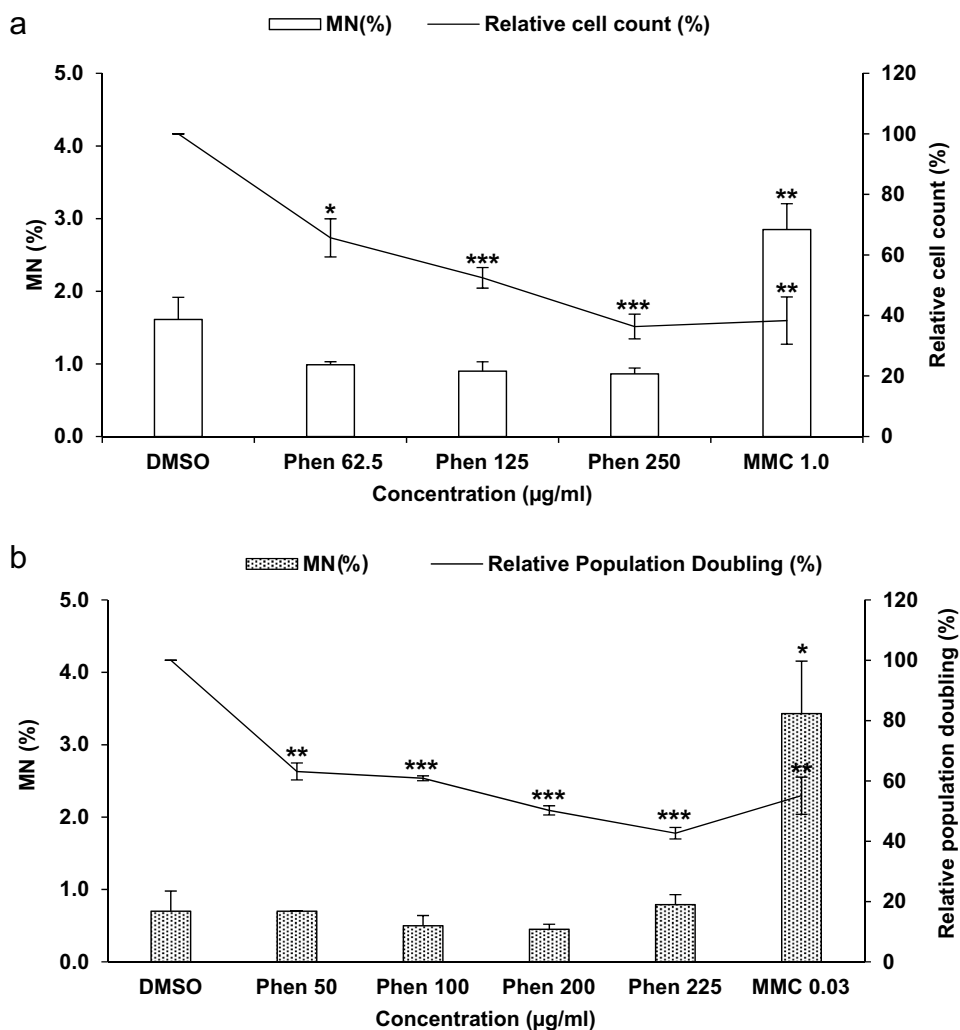 a
MN(%) Relative cell count (%)
5.0 120
4.0 100
3.0 80
2.0 60
1.0 40
0.0 20
0
MN (%)
Relative cell count (%)
* *** *** ** **
DMSO Phen 62.5 Phen 125 Phen 250 MMC 1.0
Concentration (µg/ml)
b
MN(%) Relative Population Doubling (%)
5.0 120
4.0 100
3.0 80
2.0 60
1.0 40
0.0 20
0
MN (%)
Relative population doubling (%)
** *** *** *** * **
DMSO Phen 50 Phen 100 Phen 200 Phen 225 MMC 0.03
Concentration (µg/ml)